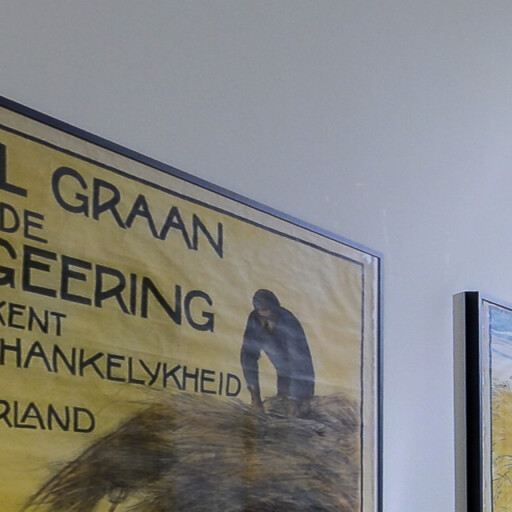 L GRAAN
DE
GEERING
KENT
HANKELYKHEID
RLAND